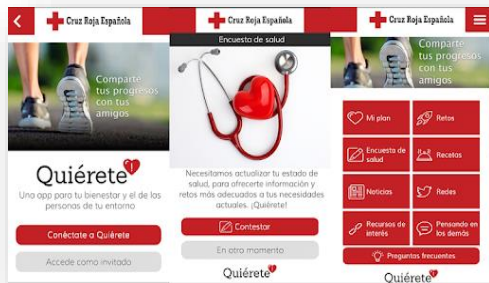 Cruz Roja Española
Comparte
tus progresos
con tus
amigos
Quiérete
Una app para tu bienestar y el de las
personas de tu entorno
Conéctate a Quiérete
Accede como invitado
Cruz Roja Española
Encuesta de salud
Necesitamos actualizar tu estado de
salud, para ofrecerte información y
retos más adecuados a tus necesidades
actuales. ¡Quiérete!
Contestar
En otro momento
Quiérete
Cruz Roja Española
Comparte
tus progresos
con tus
amigos
Mi plan
Retos
Encuesta de
salud
Recetas
Noticias
Redes
Recursos de
interés
Pensando en
los demás
Preguntas frecuentes
Quiérete